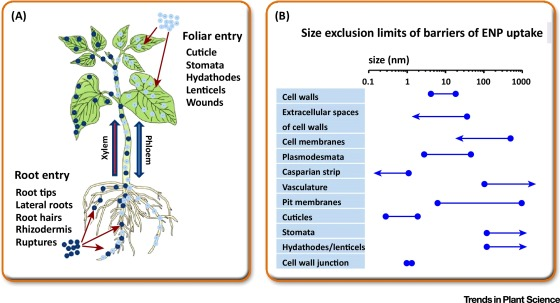 (A)
Foliar entry
Cuticle
Stomata
Hydathodes
Lenticels
Wounds
Xylem
Phloem
Root entry
Root tips
Lateral roots
Root hairs
Rhizodermis
Ruptures
(B)
Size exclusion limits of barriers of ENP uptake
size (nm)
0.1 1 10 100 1000
Cell walls
Extracellular spaces
of cell walls
Cell membranes
Plasmodesmata
Casparian strip
Vasculature
Pit membranes
Cuticles
Stomata
Hydathodes/lenticels
Cell wall junction
Trends in Plant Science